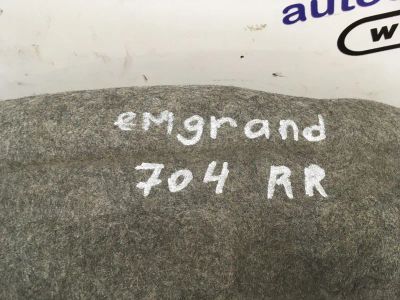 auto
w
emgrand
704 RR